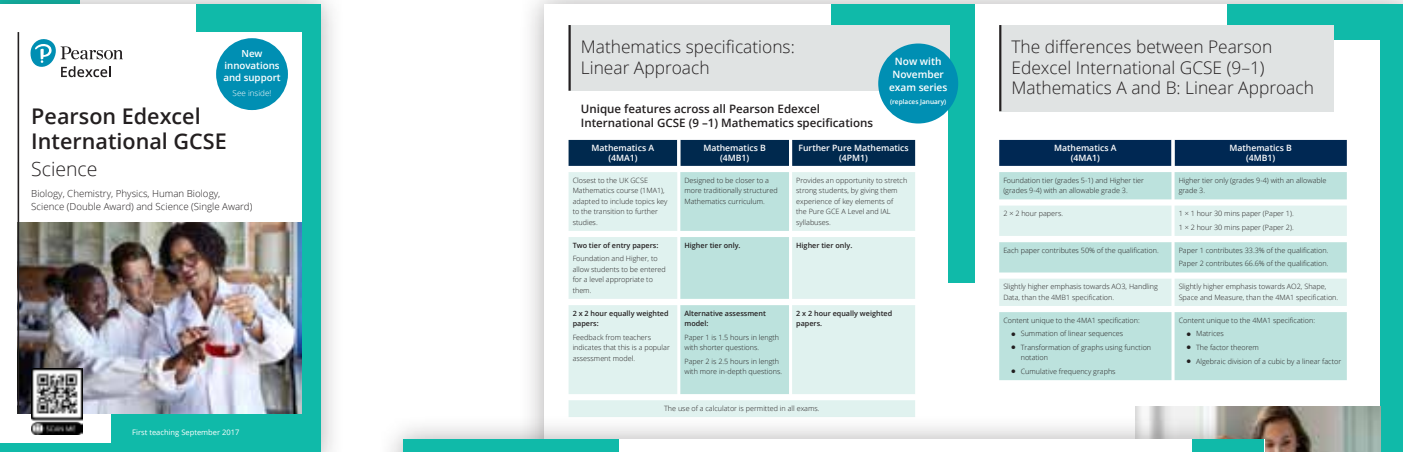 Pearson
Edexcel
New
innovations
and support
See inside!
Pearson Edexcel
International GCSE
Science
Biology, Chemistry, Physics, Human Biology,
Science (Double Award) and Science (Single Award)
SCAN ME
First teaching September 2017
Mathematics specifications:
Linear Approach
Now with
November
exam series
(replaces January)
Unique features across all Pearson Edexcel
International GCSE (9 –1) Mathematics specifications
Mathematics A
(4MA1)
Mathematics B
(4MB1)
Further Pure Mathematics
(4PM1)
Closest to the UK GCSE
Mathematics course (1MA1),
adapted to include topics key
to the transition to further
studies.
Designed to be closer to a
more traditionally structured
Mathematics curriculum.
Provides an opportunity to stretch
strong students, by giving them
experience of key elements of
the Pure GCE A Level and IAL
syllabuses.
Two tier of entry papers:
Foundation and Higher, to
allow students to be entered
for a level appropriate to
them.
Higher tier only.
Higher tier only.
2 x 2 hour equally weighted
papers:
Feedback from teachers
indicates that this is a popular
assessment model.
Alternative assessment
model:
Paper 1 is 1.5 hours in length
with shorter questions.
Paper 2 is 2.5 hours in length
with more in-depth questions.
2 x 2 hour equally weighted
papers.
The use of a calculator is permitted in all exams.
The differences between Pearson
Edexcel International GCSE (9–1)
Mathematics A and B: Linear Approach
Mathematics A
(4MA1)
Mathematics B
(4MB1)
Foundation tier (grades 5-1) and Higher tier
(grades 9-4) with an allowable grade 3.
Higher tier only (grades 9-4) with an allowable
grade 3.
2 × 2 hour papers.
1 × 1 hour 30 mins paper (Paper 1).
1 × 2 hour 30 mins paper (Paper 2).
Each paper contributes 50% of the qualification.
Paper 1 contributes 33.3% of the qualification.
Paper 2 contributes 66.6% of the qualification.
Slightly higher emphasis towards AO3, Handling
Data, than the 4MB1 specification.
Slightly higher emphasis towards AO2, Shape,
Space and Measure, than the 4MA1 specification.
Content unique to the 4MA1 specification:
● Summation of linear sequences
● Transformation of graphs using function
notation
● Cumulative frequency graphs
Content unique to the 4MA1 specification:
● Matrices
● The factor theorem
● Algebraic division of a cubic by a linear factor